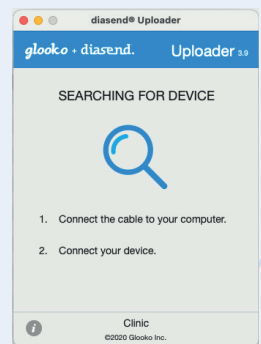 diasend® Uploader
glooko + diasend. Uploader 3.9
SEARCHING FOR DEVICE
1. Connect the cable to your computer.
2. Connect your device.
i Clinic
©2020 Glooko Inc.